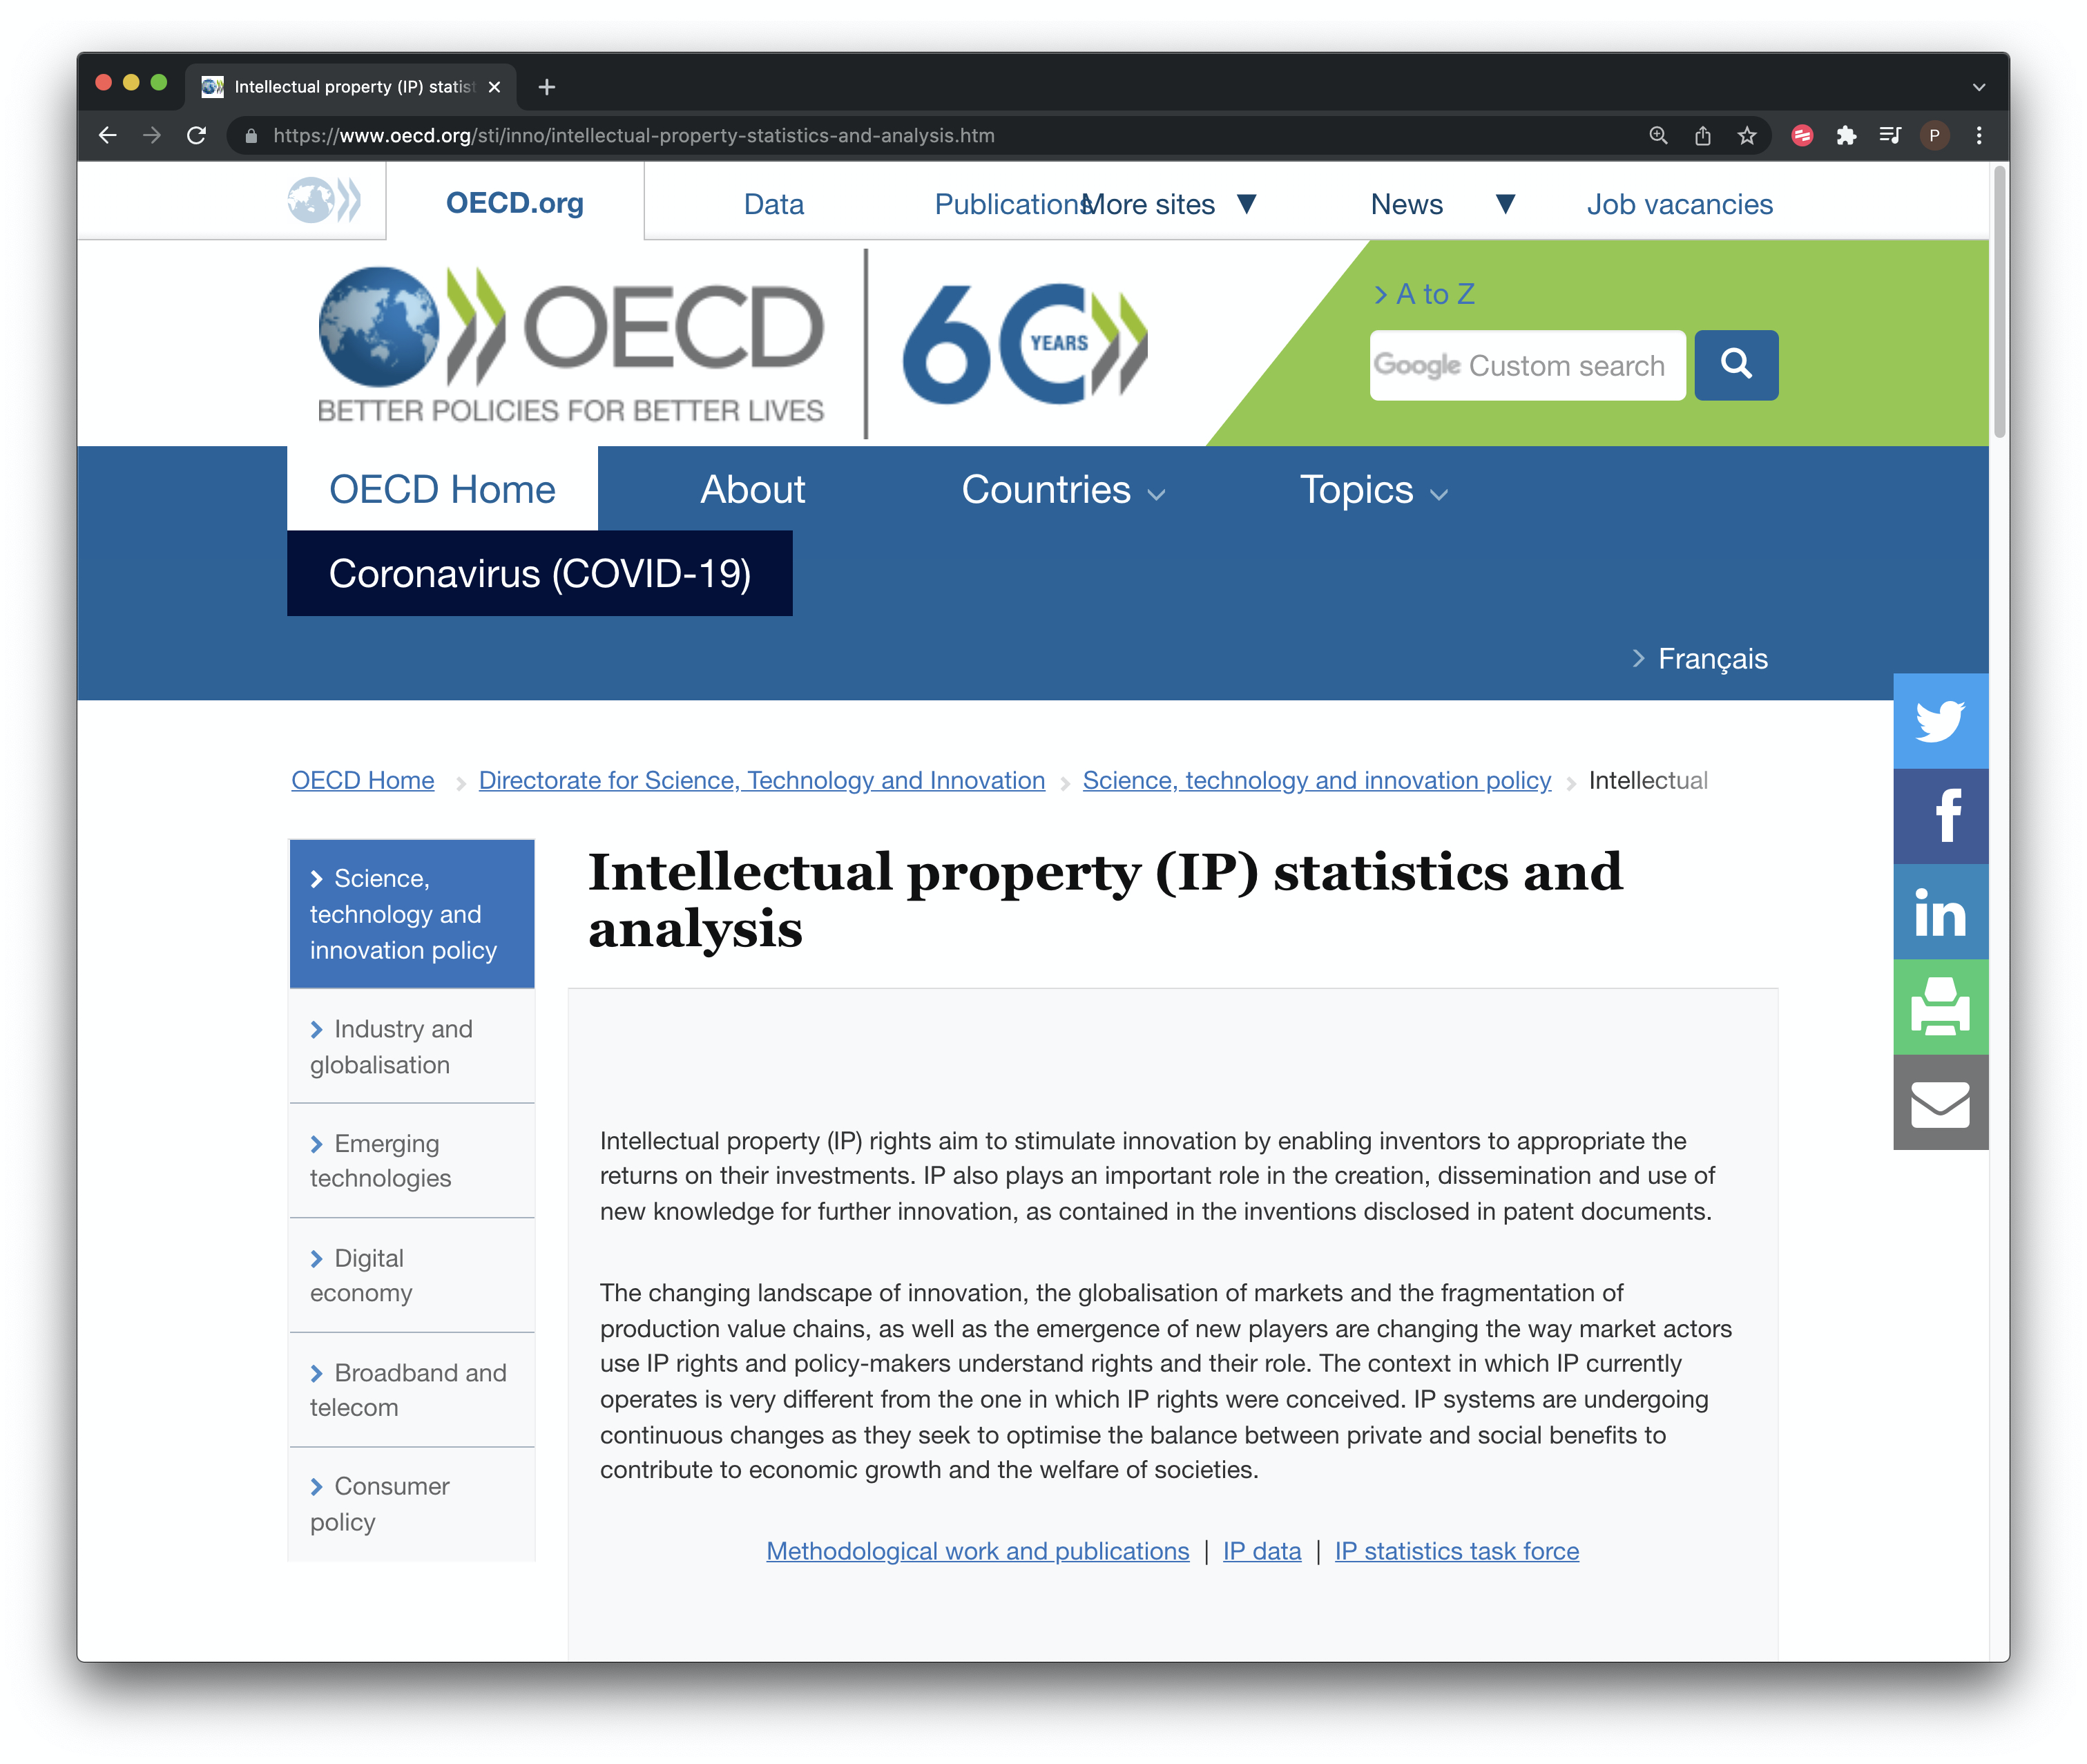 Intellectual property (IP) statist
https://www.oecd.org/sti/inno/intellectual-property-statistics-and-analysis.htm
P
OECD.org
Data
Publications
More sites ▼
News ▼
Job vacancies
OECD
BETTER POLICIES FOR BETTER LIVES
60
YEARS
A to Z
Google Custom search
OECD Home
About
Countries
Topics
Coronavirus (COVID-19)
Français
OECD Home > Directorate for Science, Technology and Innovation > Science, technology and innovation policy > Intellectual
Science,
technology and
innovation policy
Industry and
globalisation
Emerging
technologies
Digital
economy
Broadband and
telecom
Consumer
policy
Intellectual property (IP) statistics and
analysis
Intellectual property (IP) rights aim to stimulate innovation by enabling inventors to appropriate the
returns on their investments. IP also plays an important role in the creation, dissemination and use of
new knowledge for further innovation, as contained in the inventions disclosed in patent documents.
The changing landscape of innovation, the globalisation of markets and the fragmentation of
production value chains, as well as the emergence of new players are changing the way market actors
use IP rights and policy-makers understand rights and their role. The context in which IP currently
operates is very different from the one in which IP rights were conceived. IP systems are undergoing
continuous changes as they seek to optimise the balance between private and social benefits to
contribute to economic growth and the welfare of societies.
Methodological work and publications | IP data | IP statistics task force
f
in